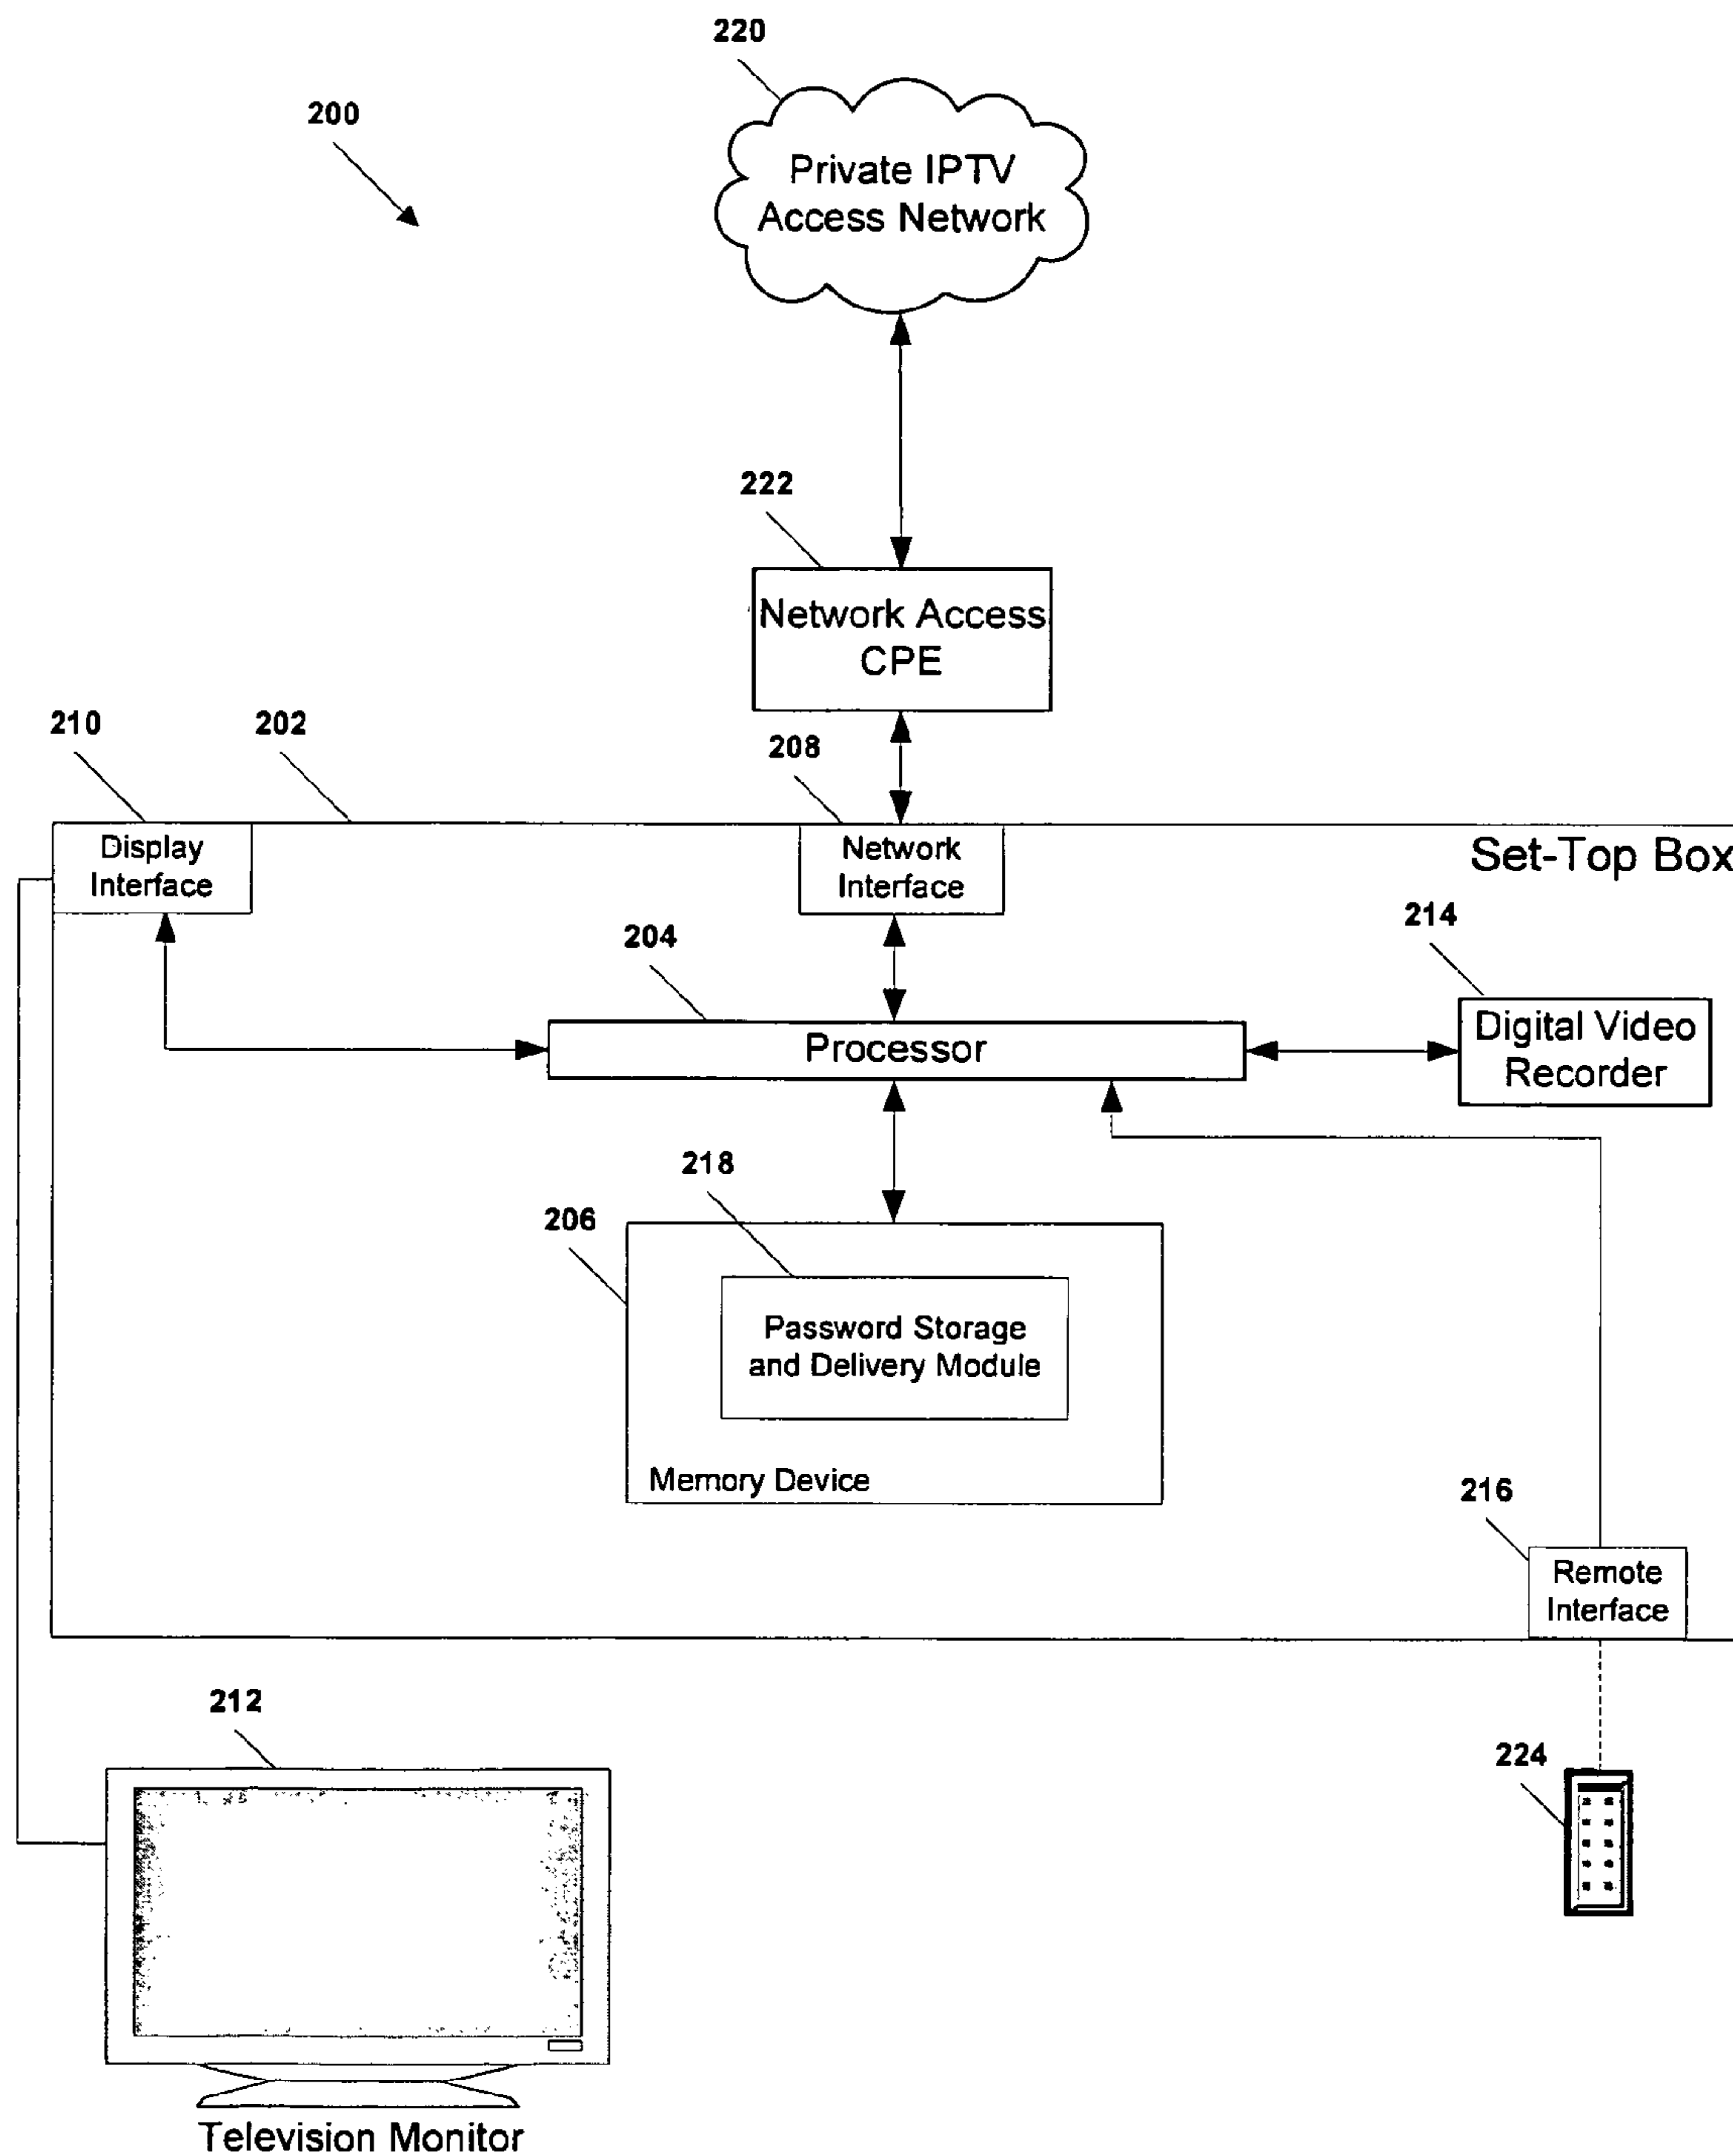 220
200
Private IPTV
Access Network
222
Network Access
CPE
210
202
208
Display
Interface
Network
Interface
Set-Top Box
204
214
Processor
Digital Video
Recorder
218
206
Password Storage
and Delivery Module
Memory Device
216
Remote
Interface
212
224
Television Monitor